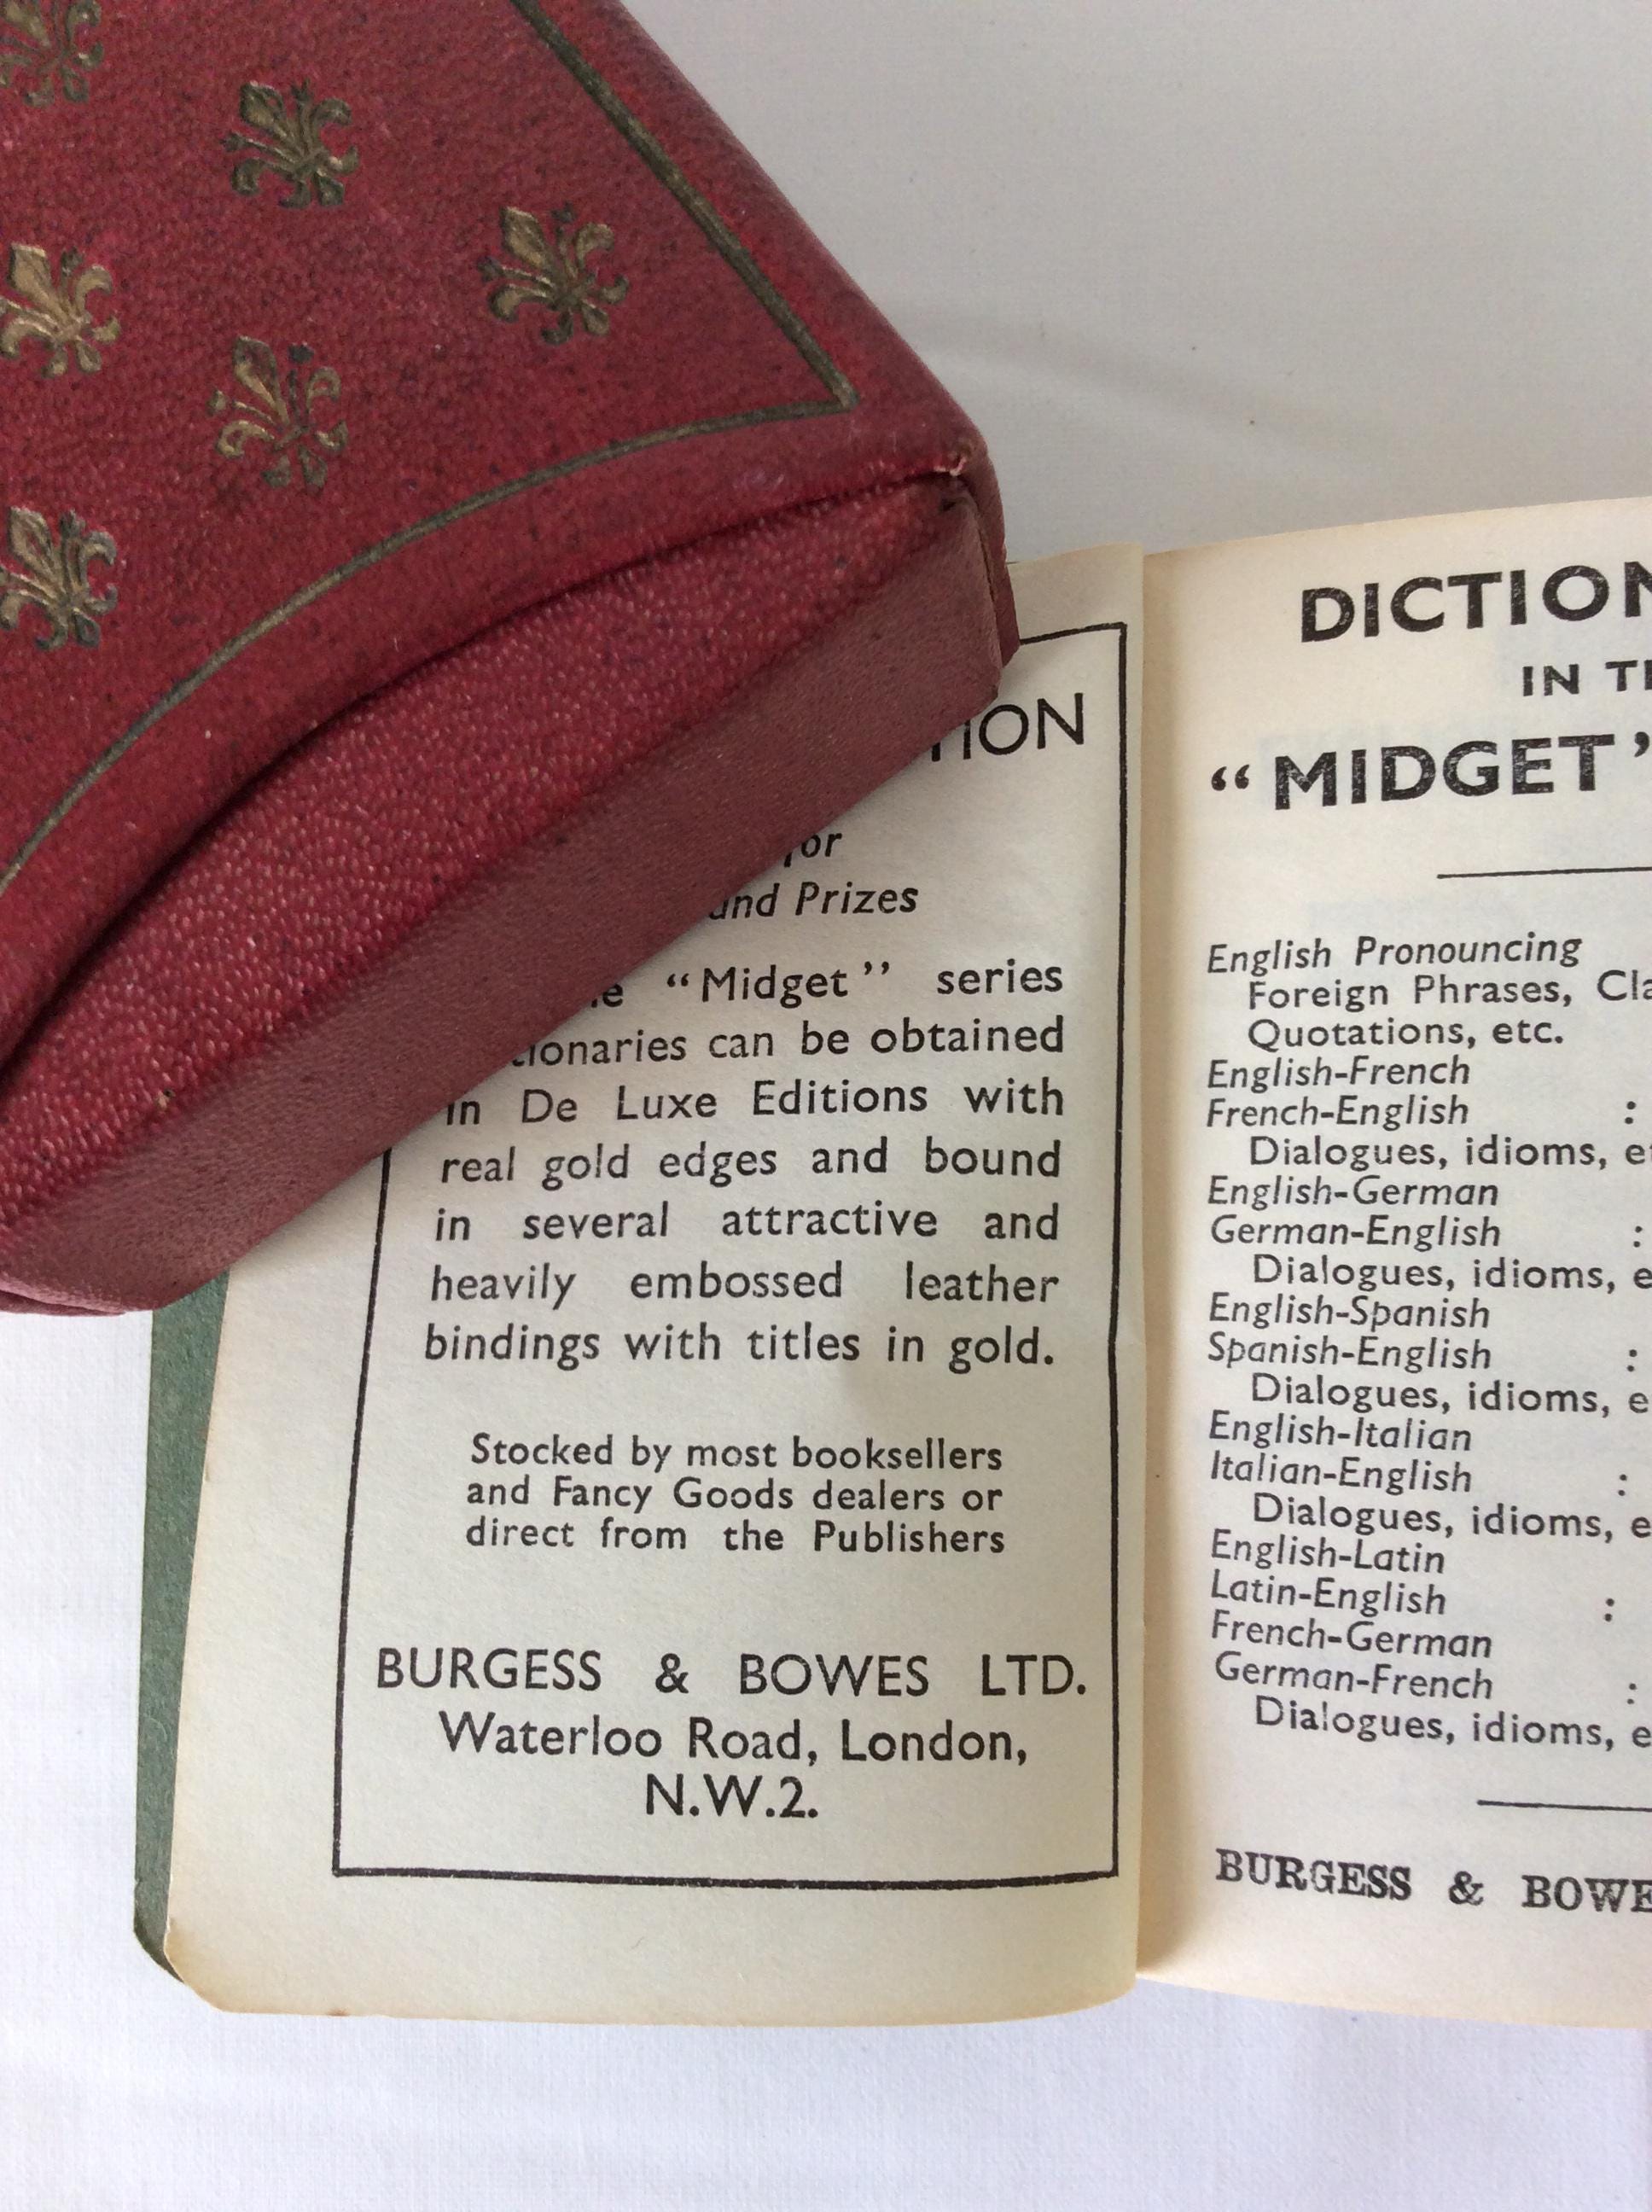 for
and Prizes
"Midget" series
can be obtained
in De Luxe Editions with
real gold edges and bound
in several attractive and
heavily embossed leather
bindings with titles in gold.
Stocked by most booksellers
and Fancy Goods dealers or
direct from the Publishers
BURGESS & BOWES LTD.
Waterloo Road, London,
N.W.2.
IN
"MIDGET"
English Pronouncing
Foreign Phrases,
Quotations, etc.
English-French
French-English :
Dialogues, idioms,
English-German
German-English :
Dialogues, idioms,
English-Spanish
Spanish-English :
Dialogues, idioms,
English-Italian
Italian-English :
Dialogues, idioms,
English-Latin
Latin-English :
French-German
German-French :
Dialogues, idioms,
BURGESS &